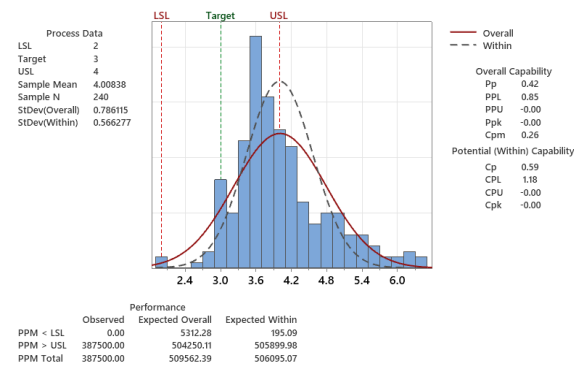 LSL Target USL
Process Data
LSL 2
Target 3
USL 4
Sample Mean 4.00838
Sample N 240
StDev(Overall) 0.786115
StDev(Within) 0.566277
Overall
Within
Overall Capability
Pp 0.42
PPL 0.85
PPU -0.00
Ppk -0.00
Cpm 0.26
Potential (Within) Capability
Cp 0.59
CPL 1.18
CPU -0.00
Cpk -0.00
2.4 3.0 3.6 4.2 4.8 5.4 6.0
Performance
Observed Expected Overall Expected Within
PPM < LSL 0.00 5312.28 195.09
PPM > USL 387500.00 504250.11 505899.98
PPM Total 387500.00 509562.39 506095.07